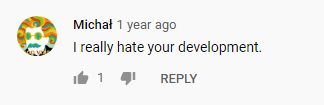 Michał 1 year ago
I really hate your development.
1 REPLY